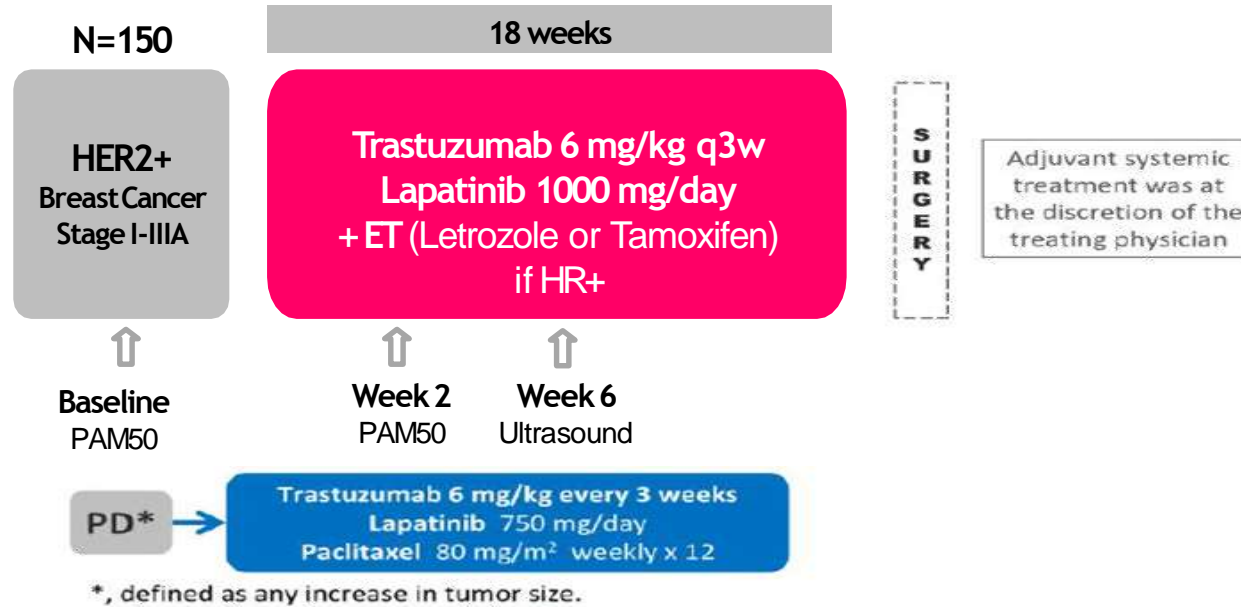 N=150
18 weeks
HER2+
Breast Cancer
Stage I-IIIA
Trastuzumab 6 mg/kg q3w
Lapatinib 1000 mg/day
+ ET (Letrozole or Tamoxifen)
if HR+
SURGERY
Adjuvant systemic
treatment was at
the discretion of the
treating physician
Baseline
PAM50
Week 2
PAM50
Week 6
Ultrasound
PD*
Trastuzumab 6 mg/kg every 3 weeks
Lapatinib 750 mg/day
Paclitaxel 80 mg/m² weekly x 12
*, defined as any increase in tumor size.